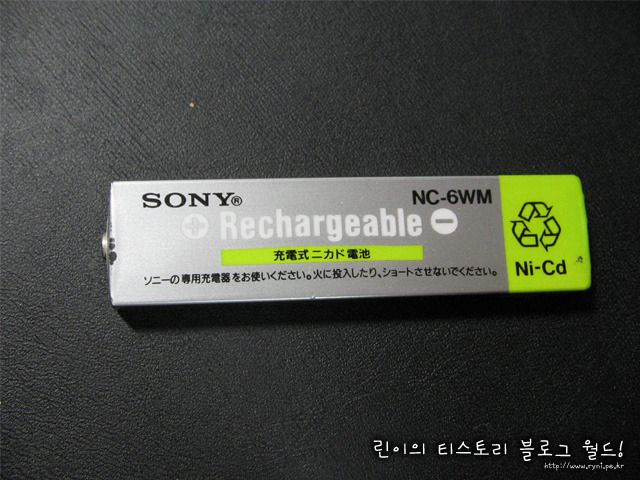 SONY® NC-6WM
+ Rechargeable −
充電式ニカド電池
ソニーの専用充電器をお使いください。火に投入したり、ショートさせないでください。
Ni-Cd
린이의 티스토리 블로그 월드!
http://www.ryni.pe.kr